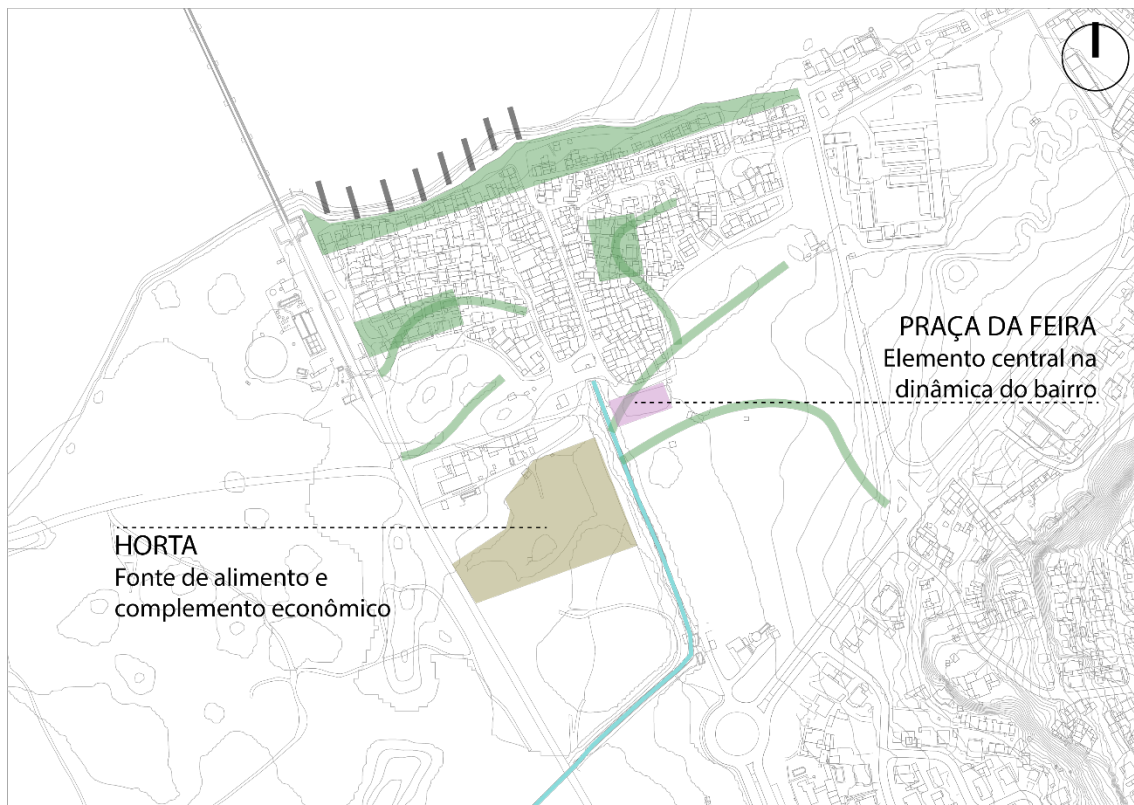 PRAÇA DA FEIRA
Elemento central na
dinâmica do bairro
HORTA
Fonte de alimento e
complemento econômico